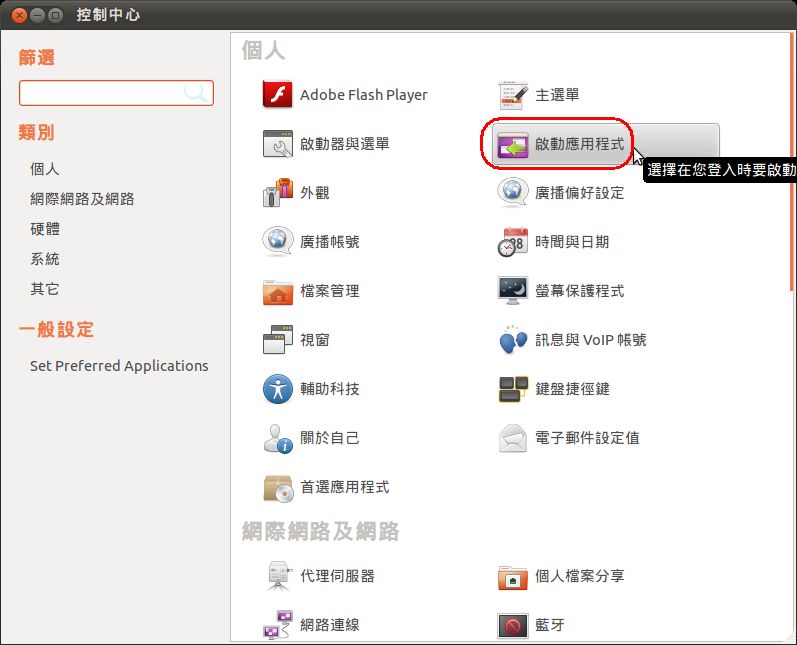 控制中心
篩選
類別
個人
網際網路及網路
硬體
系統
其它
一般設定
Set Preferred Applications
個人
Adobe Flash Player
主選單
啟動器與選單
啟動應用程式
選擇在您登入時要啟動
外觀
廣播偏好設定
廣播帳號
時間與日期
檔案管理
螢幕保護程式
視窗
訊息與 VoIP 帳號
輔助科技
鍵盤捷徑鍵
關於自己
電子郵件設定值
首選應用程式
網際網路及網路
代理伺服器
個人檔案分享
網路連線
藍牙